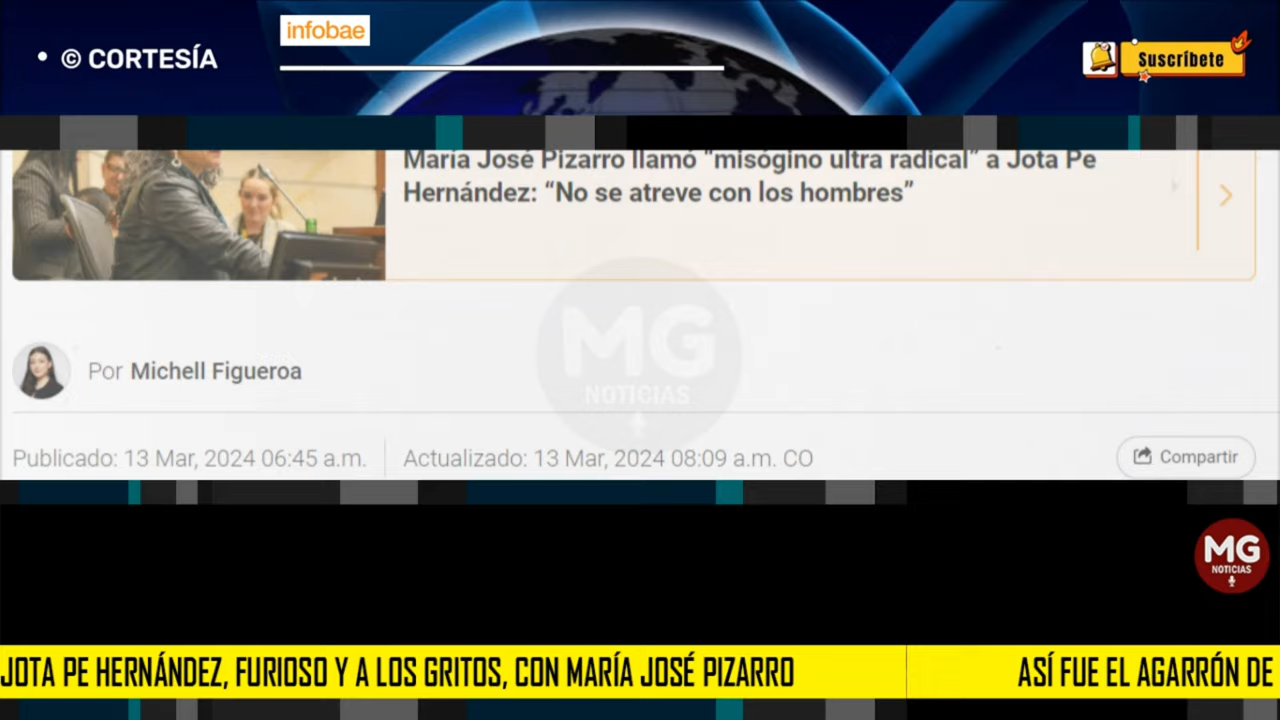 infobae
• © CORTESÍA
Suscríbete
María José Pizarro llamó “misógino ultra radical” a Jota Pe
Hernández: “No se atreve con los hombres”
MG
NOTICIAS
Por Michell Figueroa
Publicado: 13 Mar, 2024 06:45 a.m.
Actualizado: 13 Mar, 2024 08:09 a.m. CO
Compartir
MG
NOTICIAS
JOTA PE HERNÁNDEZ, FURIOSO Y A LOS GRITOS, CON MARÍA JOSÉ PIZARRO
ASÍ FUE EL AGARRÓN DE